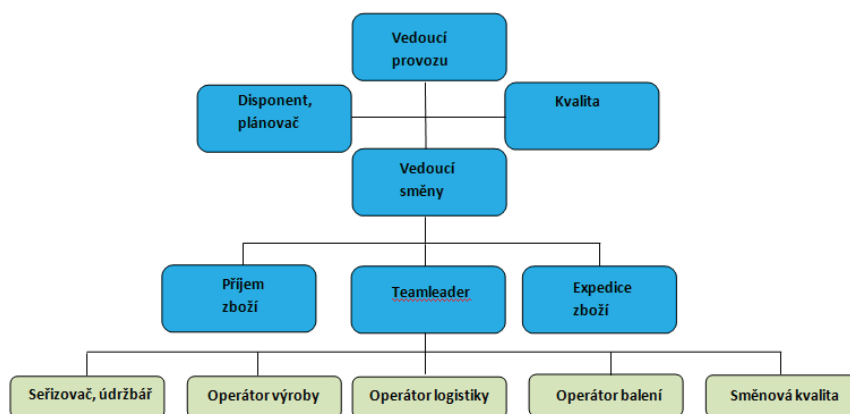 Vedoucí
provozu
Disponent,
plánovač
Kvalita
Vedoucí
směny
Příjem
zboží
Teamleader
Expedice
zboží
Seřizovač, údržbář
Operátor výroby
Operátor logistiky
Operátor balení
Směnová kvalita